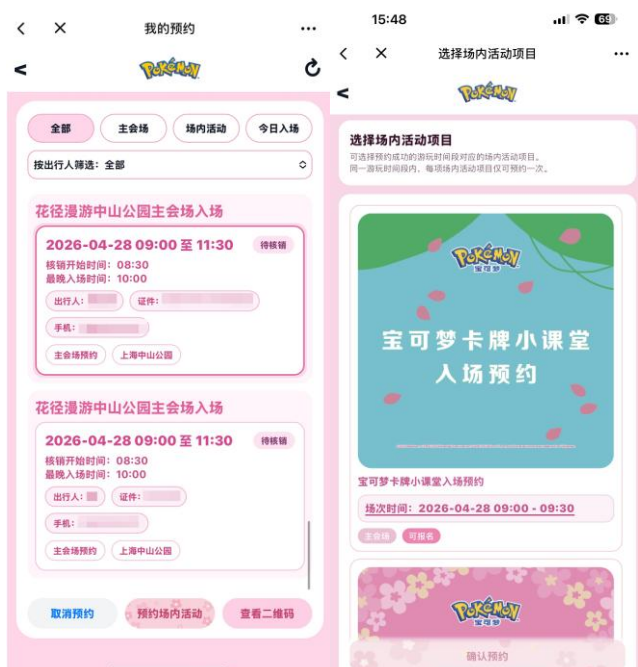 我的预约
Pokémon
全部
主会场
场内活动
今日入场
按出行人筛选：全部
花径漫游中山公园主会场入场
2026-04-28 09:00 至 11:30
待核销
核销开始时间：08:30
最晚入场时间：10:00
出行人：
证件：
手机：
主会场预约
上海中山公园
花径漫游中山公园主会场入场
2026-04-28 09:00 至 11:30
待核销
核销开始时间：08:30
最晚入场时间：10:00
出行人：
证件：
手机：
主会场预约
上海中山公园
取消预约
预约场内活动
查看二维码
15:48
69
选择场内活动项目
Pokémon
选择场内活动项目
可选择预约成功的游玩时间段对应的场内活动项目。
同一游玩时间段内，每项场内活动项目仅可预约一次。
Pokémon
宝可梦
宝可梦卡牌小课堂
入场预约
宝可梦卡牌小课堂入场预约
场次时间：2026-04-28 09:00 - 09:30
主会场
可报名
Pokémon
宝可梦
确认预约